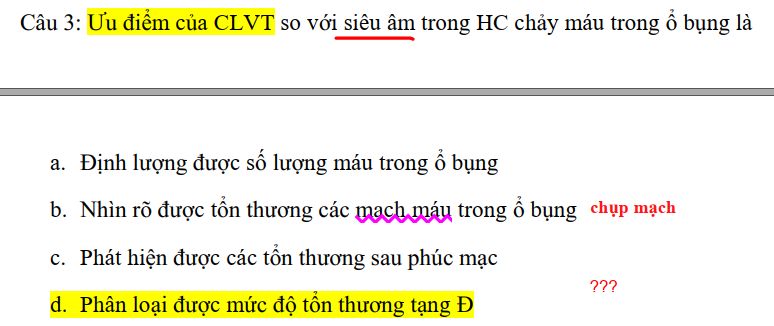 Câu 3: Ưu điểm của CLVT so với siêu âm trong HC chảy máu trong ổ bụng là
a. Định lượng được số lượng máu trong ổ bụng
b. Nhìn rõ được tổn thương các mạch máu trong ổ bụng chụp mạch
c. Phát hiện được các tổn thương sau phúc mạc
???
d. Phân loại được mức độ tổn thương tạng Đ